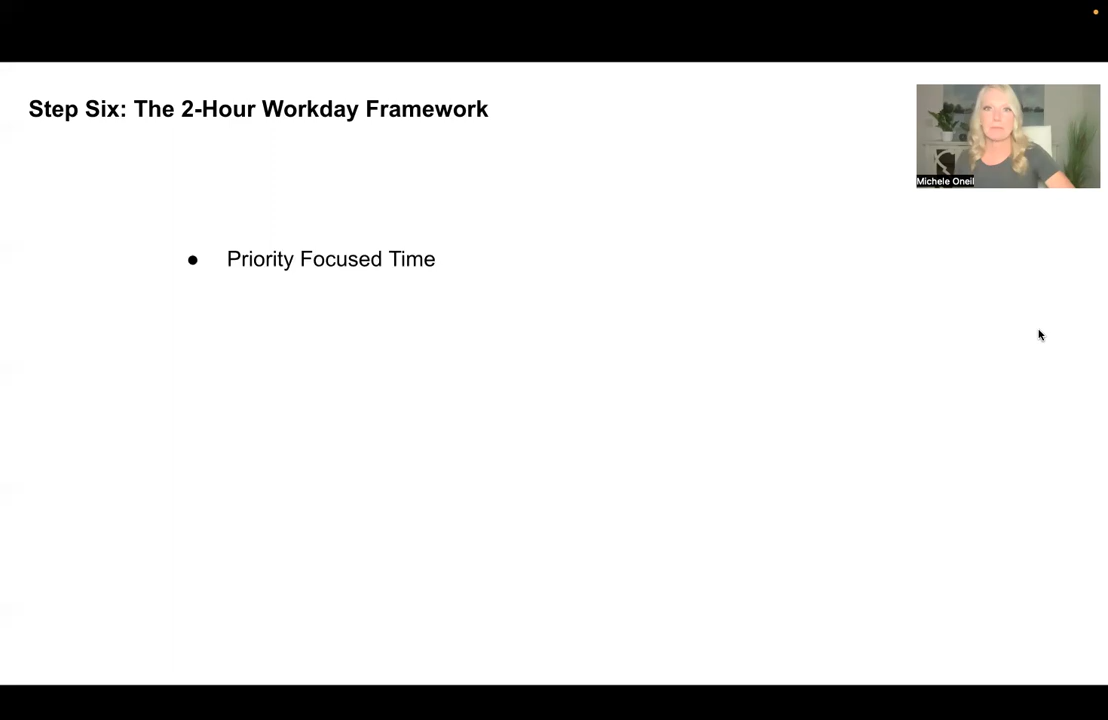 Step Six: The 2-Hour Workday Framework
Michele Oneil
● Priority Focused Time